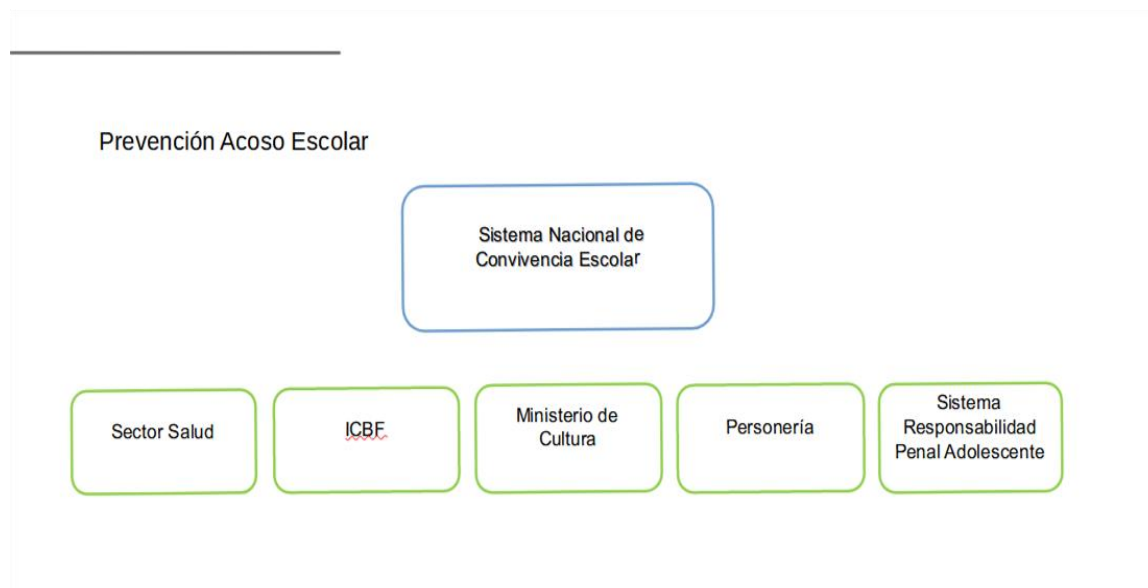 Prevención Acoso Escolar
Sistema Nacional de
Convivencia Escolar
Sector Salud
ICBF
Ministerio de
Cultura
Personería
Sistema
Responsabilidad
Penal Adolescente